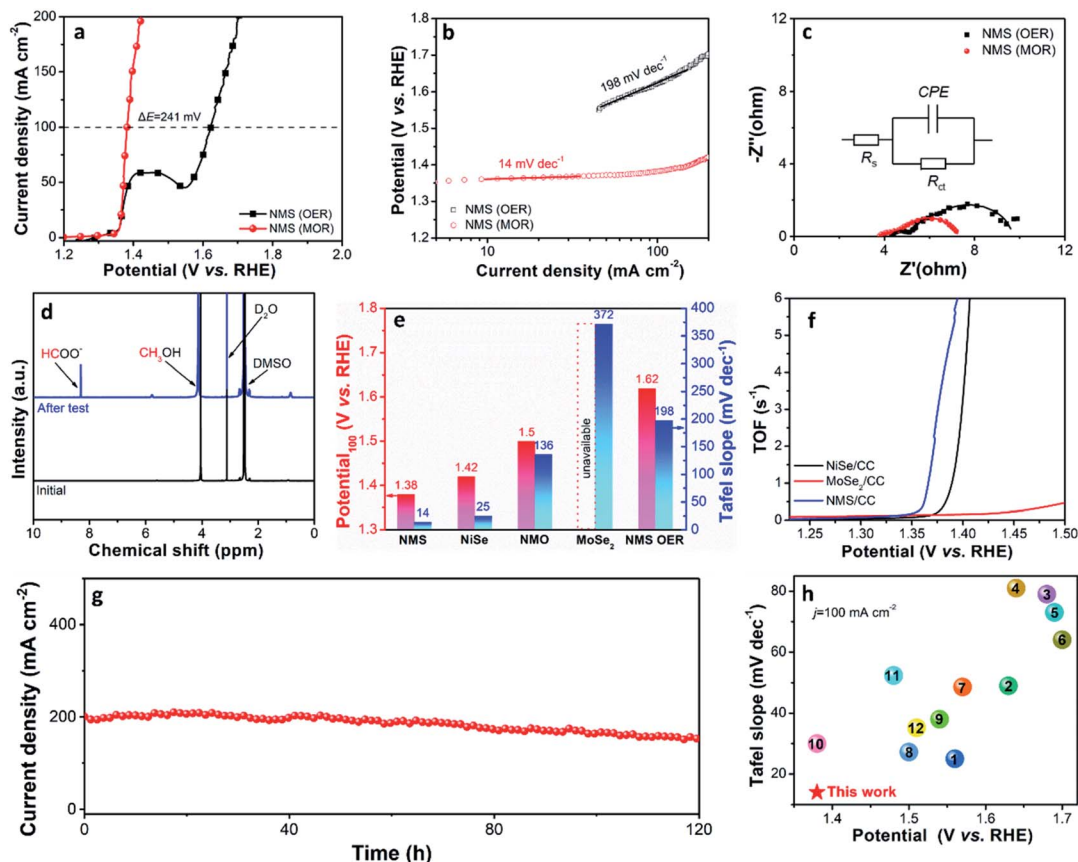 a
Current density (mA cm⁻²)
200
150
100
50
0
ΔE=241 mV
NMS (OER)
NMS (MOR)
1.2 1.4 1.6 1.8 2.0
Potential (V vs. RHE)
b
Potential (V vs. RHE)
1.8
1.7
1.6
1.5
1.4
1.3
1.2
198 mV dec⁻¹
14 mV dec⁻¹
NMS (OER)
NMS (MOR)
10 100
Current density (mA cm⁻²)
c
-Z''(ohm)
12
8
4
0
NMS (OER)
NMS (MOR)
CPE
Rs
Rct
0 4 8 12
Z'(ohm)
d
Intensity (a.u.)
HCOO⁻
CH₃OH
D₂O
DMSO
After test
Initial
10 8 6 4 2 0
Chemical shift (ppm)
e
Potential₁₀₀ (V vs. RHE)
1.8
1.7
1.6
1.5
1.4
1.3
1.38
14
1.42
25
1.5
136
unavailable
372
1.62
198
NMS NiSe NMO MoSe₂ NMS OER
400
350
300
250
200
150
100
50
0
Tafel slope (mV dec⁻¹)
f
TOF (s⁻¹)
6
5
4
3
2
1
0
NiSe/CC
MoSe₂/CC
NMS/CC
1.25 1.30 1.35 1.40 1.45 1.50
Potential (V vs. RHE)
g
Current density (mA cm⁻²)
400
200
0
0 40 80 120
Time (h)
h
Tafel slope (mV dec⁻¹)
80
60
40
20
j=100 mA cm⁻²
4
3
5
6
11
7
2
9
12
10
8
1
This work
1.4 1.5 1.6 1.7
Potential (V vs. RHE)